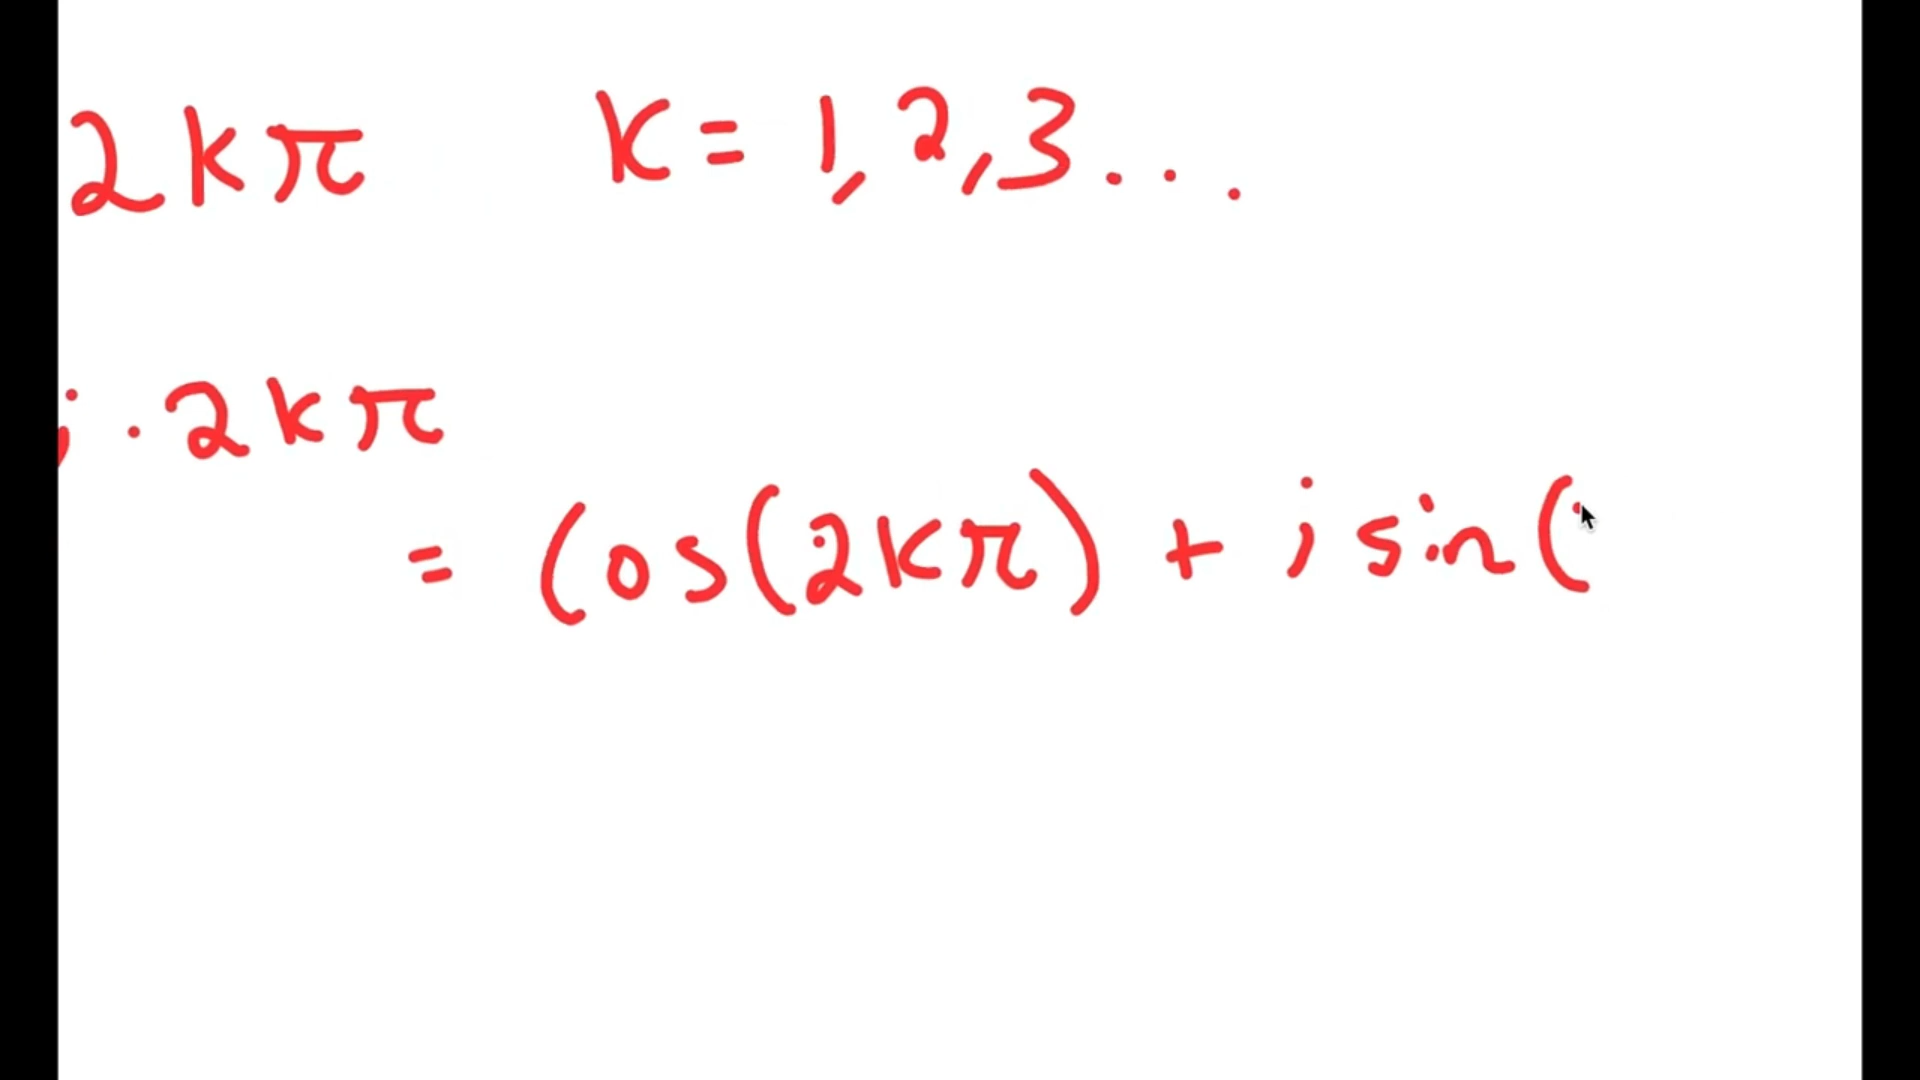 2kπ k = 1, 2, 3 . . .
i · 2kπ
= cos(2kπ) + i sin(